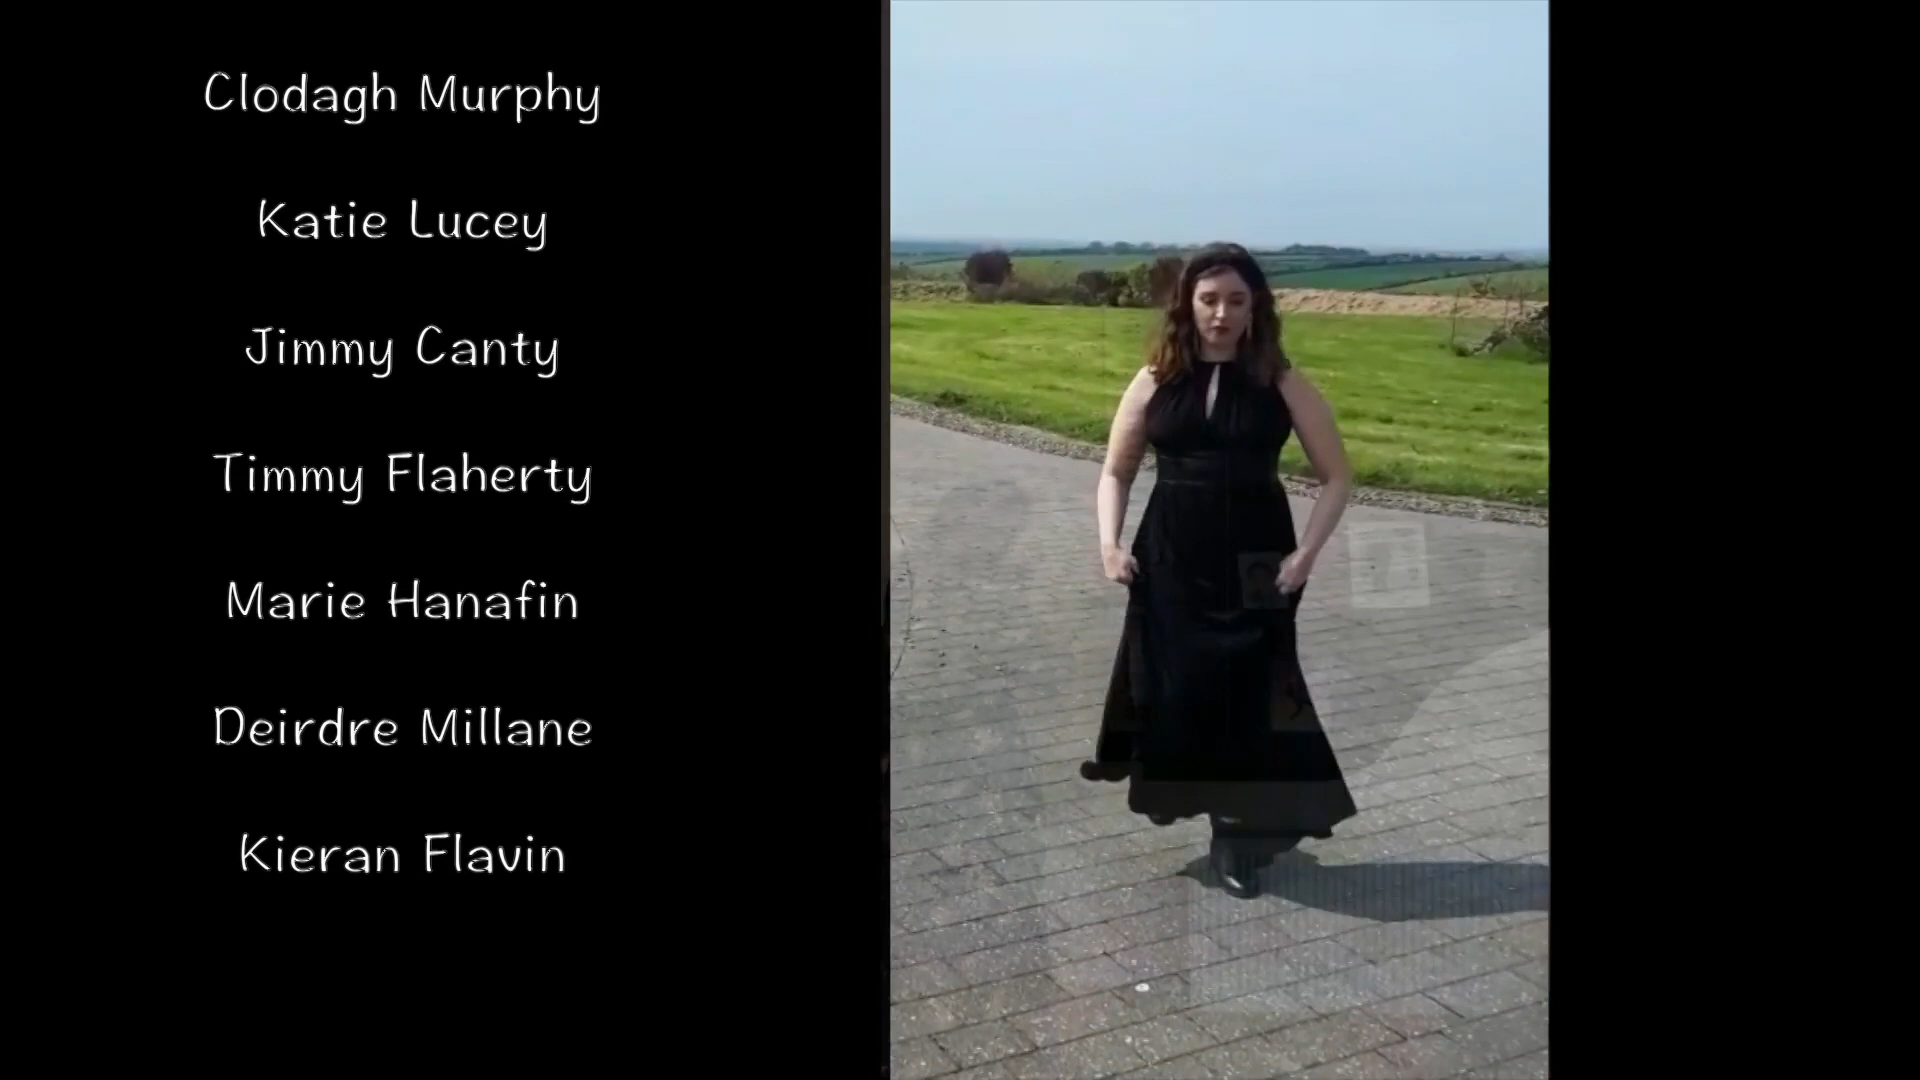 Clodagh Murphy
Katie Lucey
Jimmy Canty
Timmy Flaherty
Marie Hanafin
Deirdre Millane
Kieran Flavin